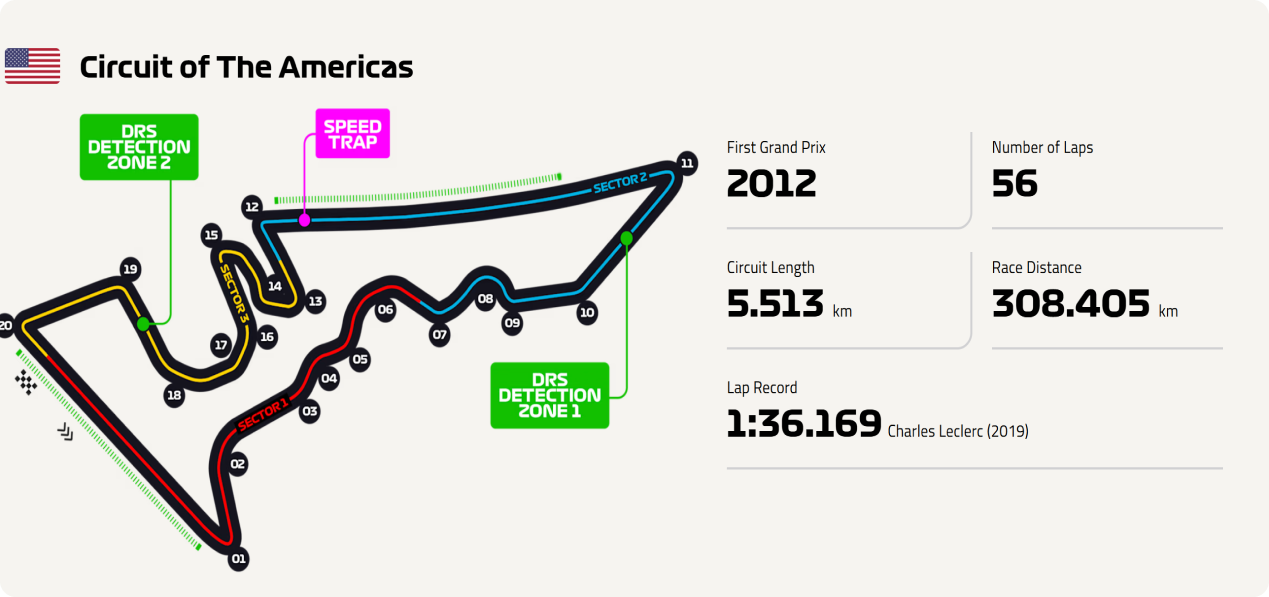 Circuit of The Americas
DRS
DETECTION
ZONE 2
SPEED
TRAP
11
SECTOR 2
12
15
19
14
13
SECTOR 3
20
06
08
10
07
09
17
16
05
18
04
03
SECTOR 1
02
01
DRS
DETECTION
ZONE 1
First Grand Prix
2012
Number of Laps
56
Circuit Length
5.513 km
Race Distance
308.405 km
Lap Record
1:36.169 Charles Leclerc (2019)